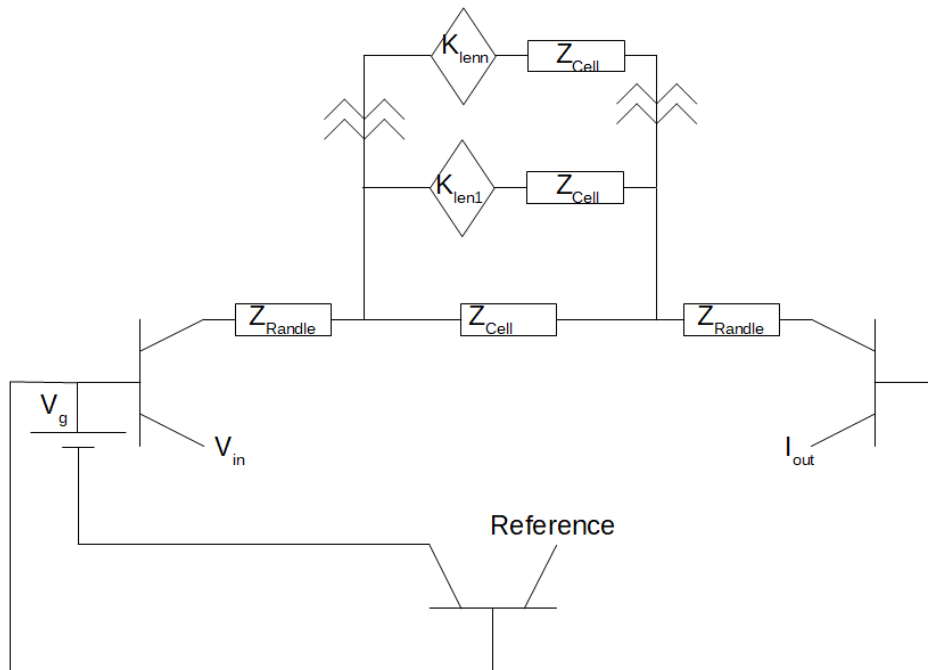 K_lenn
Z_Cell
K_len1
Z_Cell
Z_Randle
Z_Cell
Z_Randle
V_g
V_in
I_out
Reference